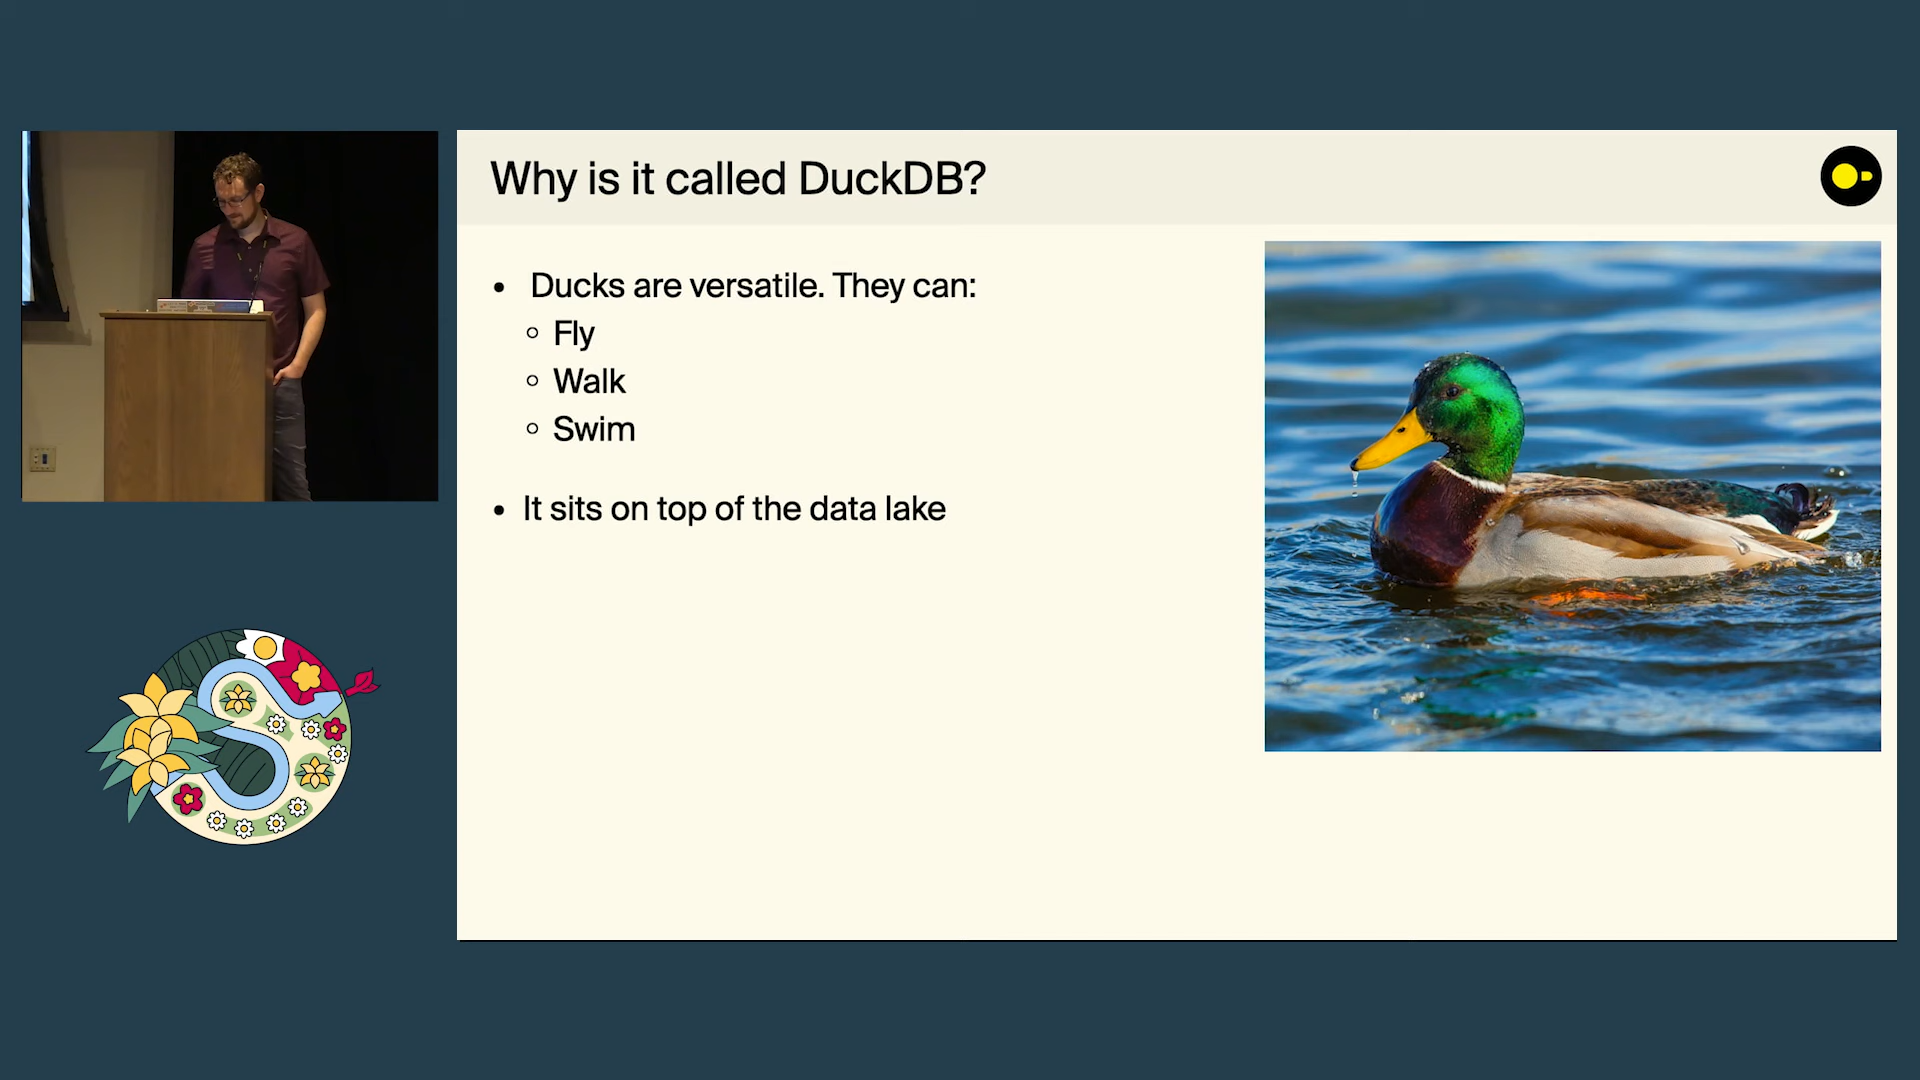 Why is it called DuckDB?
• Ducks are versatile. They can:
◦ Fly
◦ Walk
◦ Swim
• It sits on top of the data lake